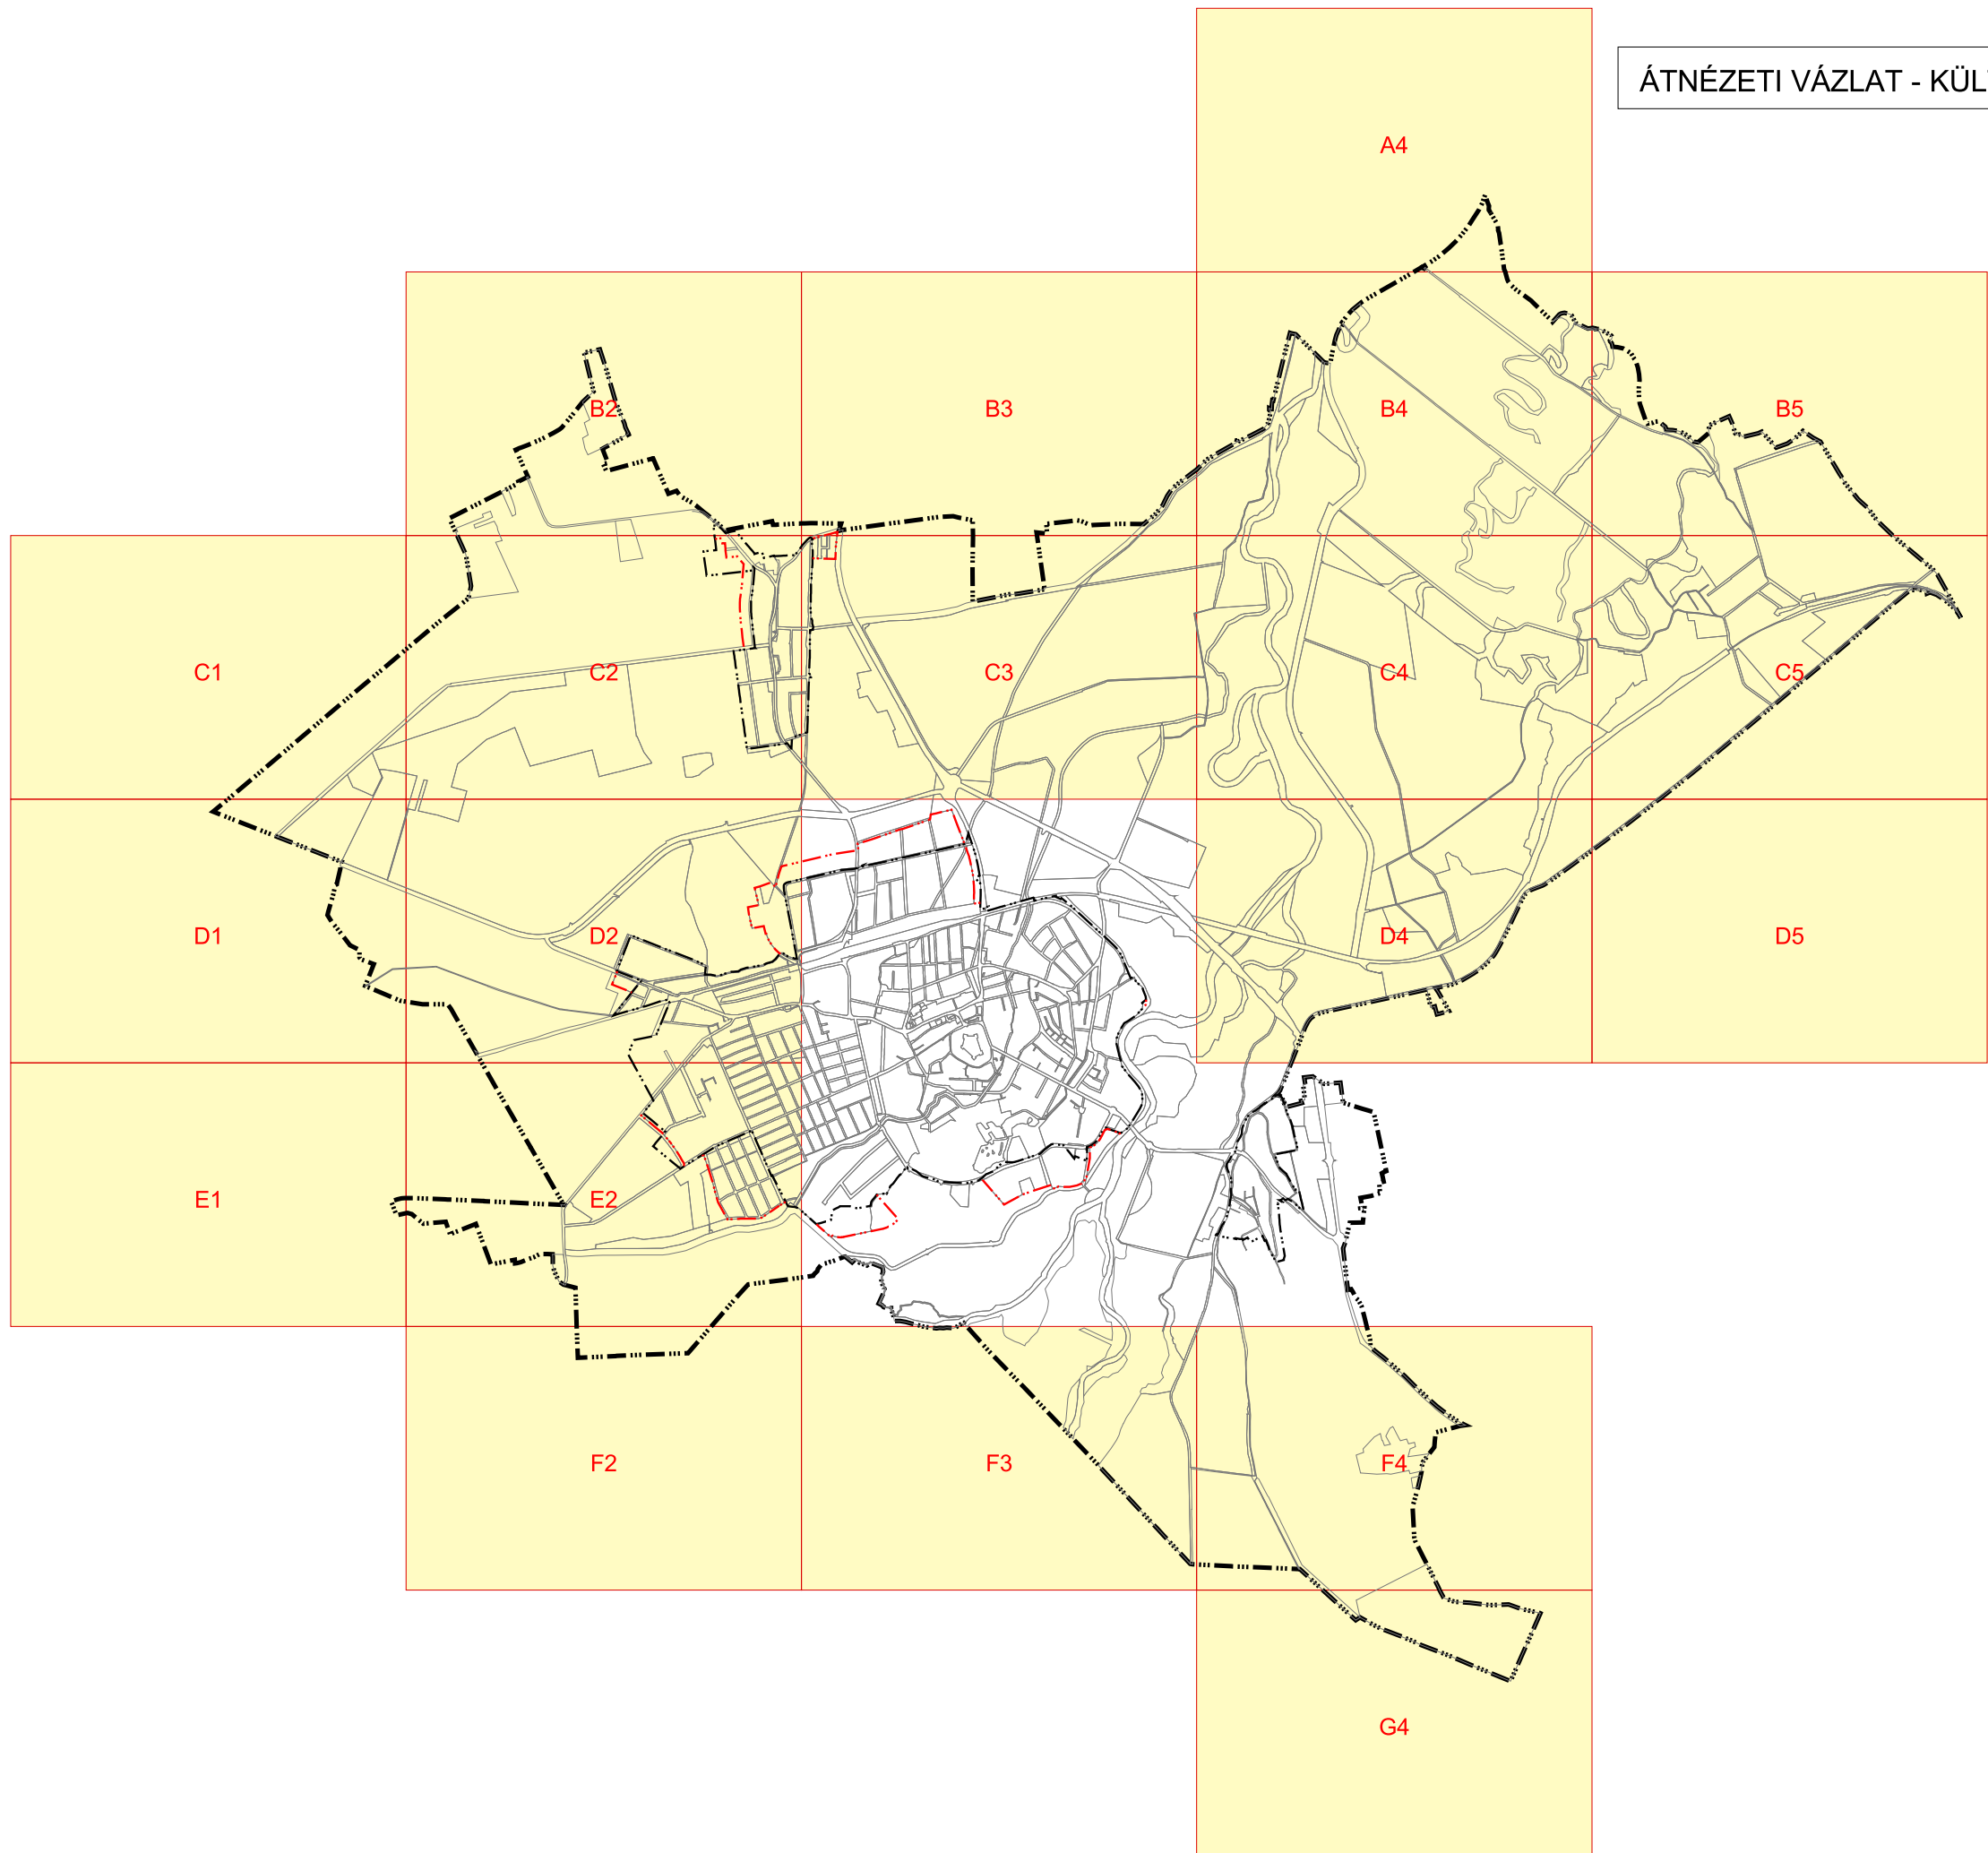 ÁTNÉZETI VÁZLAT - KÜL
A4
B2
B3
B4
B5
C1
C2
C3
C4
C5
D1
D2
D4
D5
E1
E2
F2
F3
F4
G4